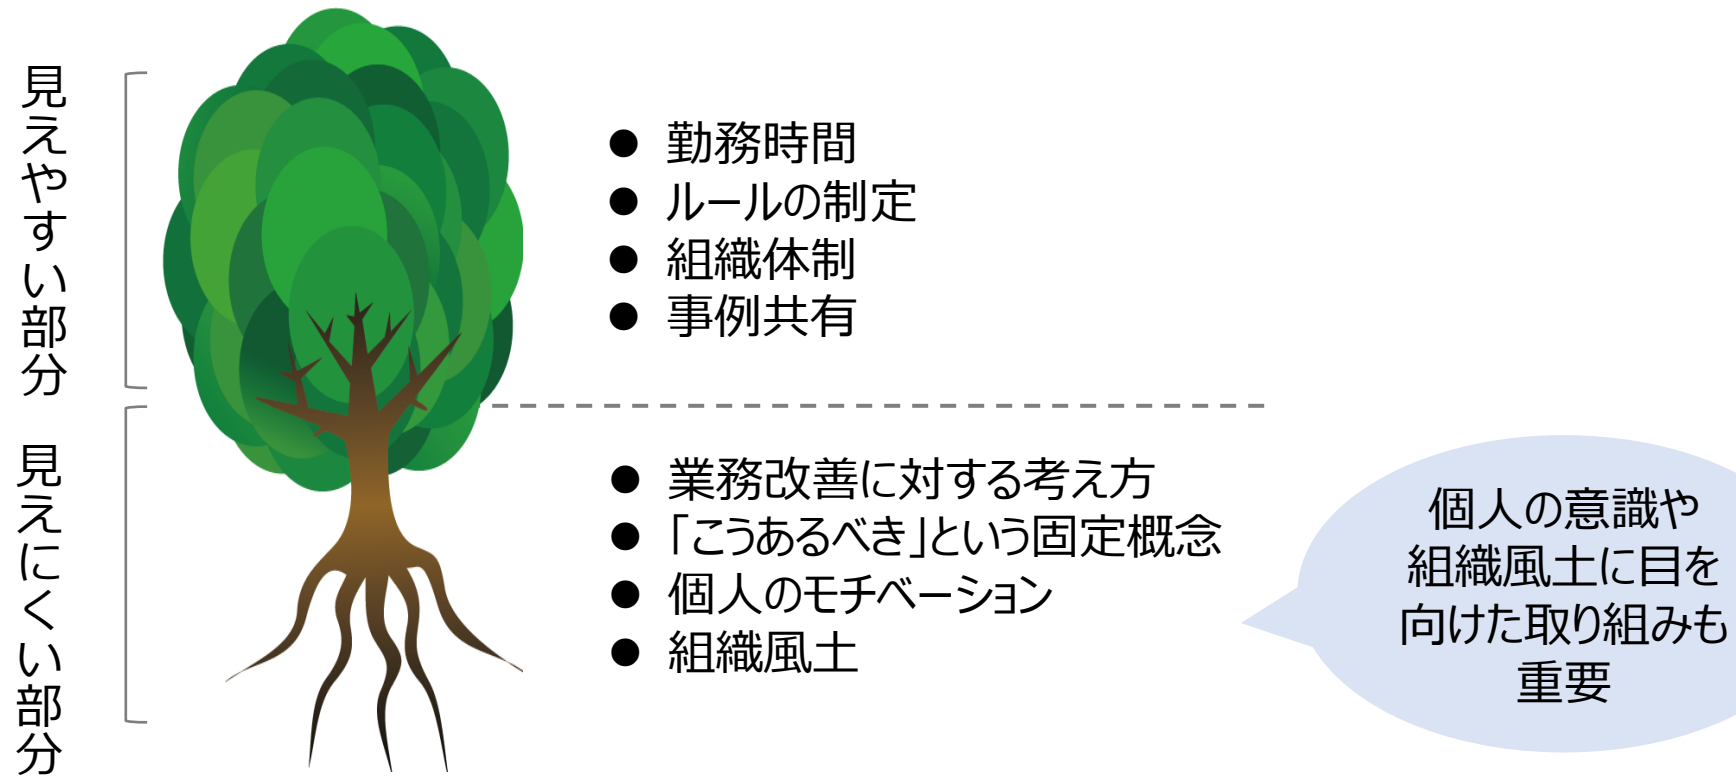 見えやすい部分
● 勤務時間
● ルールの制定
● 組織体制
● 事例共有
見えにくい部分
● 業務改善に対する考え方
● 「こうあるべき」という固定概念
● 個人のモチベーション
● 組織風土
個人の意識や
組織風土に目を
向けた取り組みも
重要